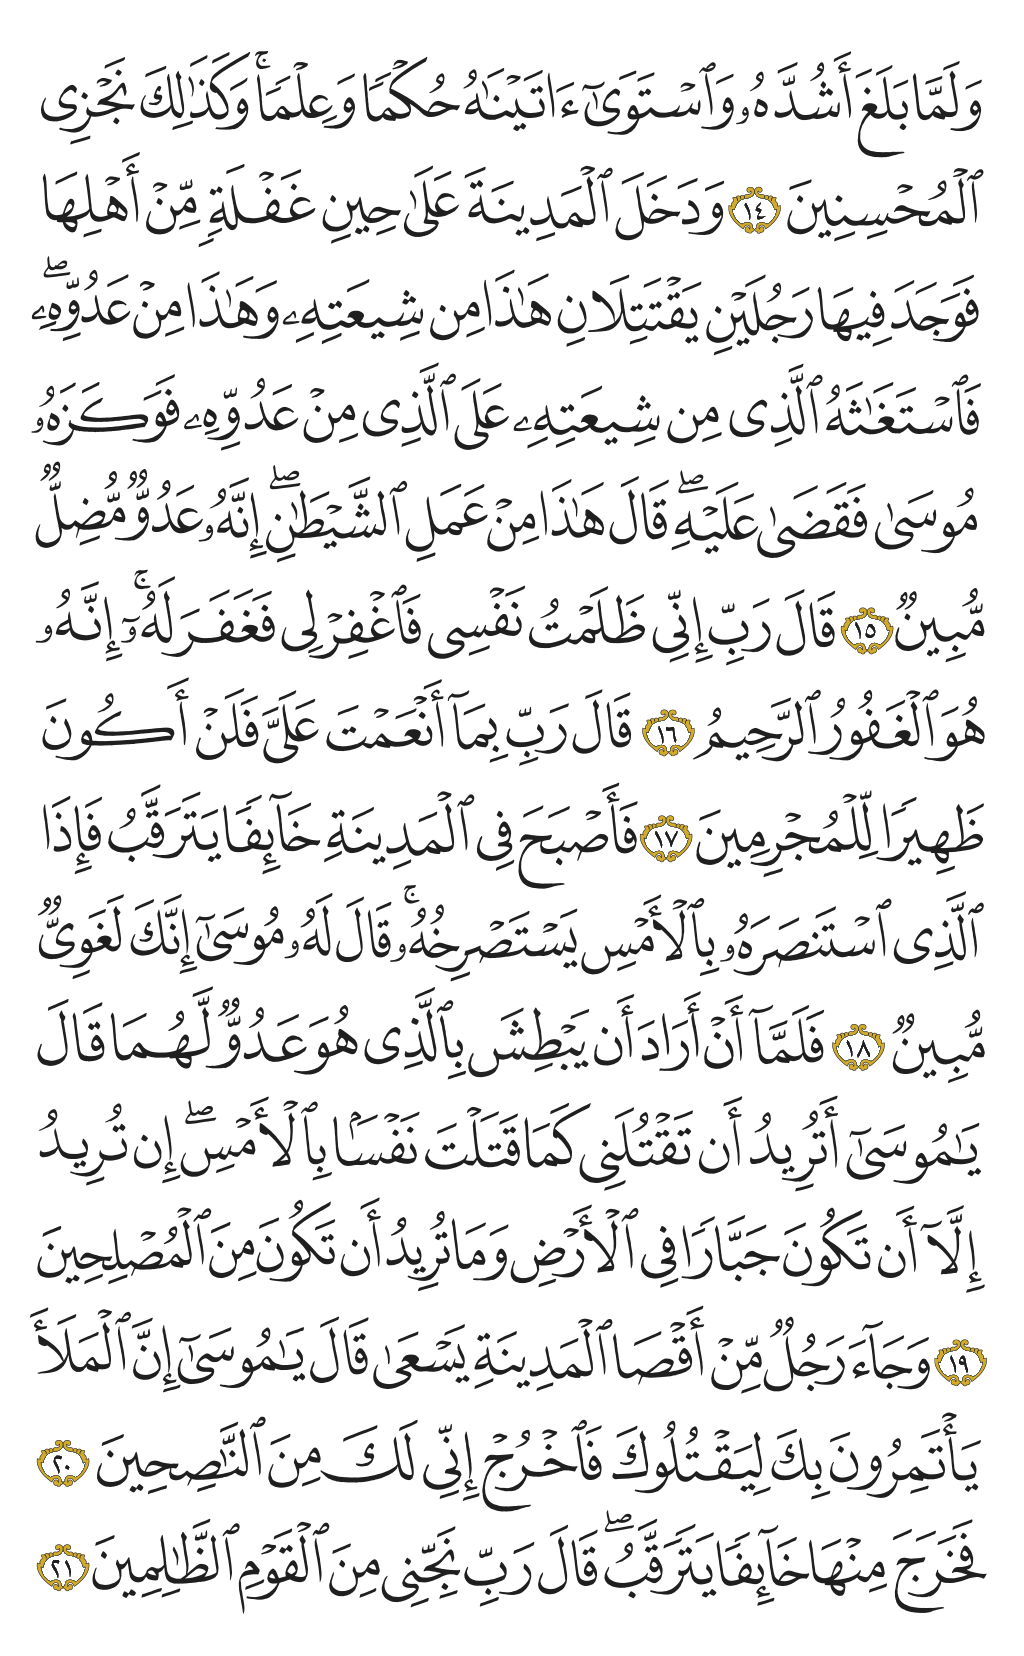 وَلَمَّا بَلَغَ أَشُدَّهُۥ وَٱسۡتَوَىٰٓ ءَاتَيۡنَٰهُ حُكۡمٗا وَعِلۡمٗاۚ وَكَذَٰلِكَ نَجۡزِي
ٱلۡمُحۡسِنِينَ ١٤ وَدَخَلَ ٱلۡمَدِينَةَ عَلَىٰ حِينِ غَفۡلَةٖ مِّنۡ أَهۡلِهَا
فَوَجَدَ فِيهَا رَجُلَيۡنِ يَقۡتَتِلَانِ هَٰذَا مِن شِيعَتِهِۦ وَهَٰذَا مِنۡ عَدُوِّهِۦۖ
فَٱسۡتَغَٰثَهُ ٱلَّذِي مِن شِيعَتِهِۦ عَلَى ٱلَّذِي مِنۡ عَدُوِّهِۦ فَوَكَزَهُۥ
مُوسَىٰ فَقَضَىٰ عَلَيۡهِۖ قَالَ هَٰذَا مِنۡ عَمَلِ ٱلشَّيۡطَٰنِۖ إِنَّهُۥ عَدُوّٞ مُّضِلّٞ
مُّبِينٞ ١٥ قَالَ رَبِّ إِنِّي ظَلَمۡتُ نَفۡسِي فَٱغۡفِرۡ لِي فَغَفَرَ لَهُۥٓۚ إِنَّهُۥ
هُوَ ٱلۡغَفُورُ ٱلرَّحِيمُ ١٦ قَالَ رَبِّ بِمَآ أَنۡعَمۡتَ عَلَيَّ فَلَنۡ أَكُونَ
ظَهِيرٗا لِّلۡمُجۡرِمِينَ ١٧ فَأَصۡبَحَ فِي ٱلۡمَدِينَةِ خَآئِفٗا يَتَرَقَّبُ فَإِذَا
ٱلَّذِي ٱسۡتَنصَرَهُۥ بِٱلۡأَمۡسِ يَسۡتَصۡرِخُهُۥۚ قَالَ لَهُۥ مُوسَىٰٓ إِنَّكَ لَغَوِيّٞ
مُّبِينٞ ١٨ فَلَمَّآ أَنۡ أَرَادَ أَن يَبۡطِشَ بِٱلَّذِي هُوَ عَدُوّٞ لَّهُمَا قَالَ
يَٰمُوسَىٰٓ أَتُرِيدُ أَن تَقۡتُلَنِي كَمَا قَتَلۡتَ نَفۡسَۢا بِٱلۡأَمۡسِۖ إِن تُرِيدُ
إِلَّآ أَن تَكُونَ جَبَّارٗا فِي ٱلۡأَرۡضِ وَمَا تُرِيدُ أَن تَكُونَ مِنَ ٱلۡمُصۡلِحِينَ
١٩ وَجَآءَ رَجُلٞ مِّنۡ أَقۡصَا ٱلۡمَدِينَةِ يَسۡعَىٰ قَالَ يَٰمُوسَىٰٓ إِنَّ ٱلۡمَلَأَ
يَأۡتَمِرُونَ بِكَ لِيَقۡتُلُوكَ فَٱخۡرُجۡ إِنِّي لَكَ مِنَ ٱلنَّٰصِحِينَ ٢٠
فَخَرَجَ مِنۡهَا خَآئِفٗا يَتَرَقَّبُۖ قَالَ رَبِّ نَجِّنِي مِنَ ٱلۡقَوۡمِ ٱلظَّٰلِمِينَ ٢١